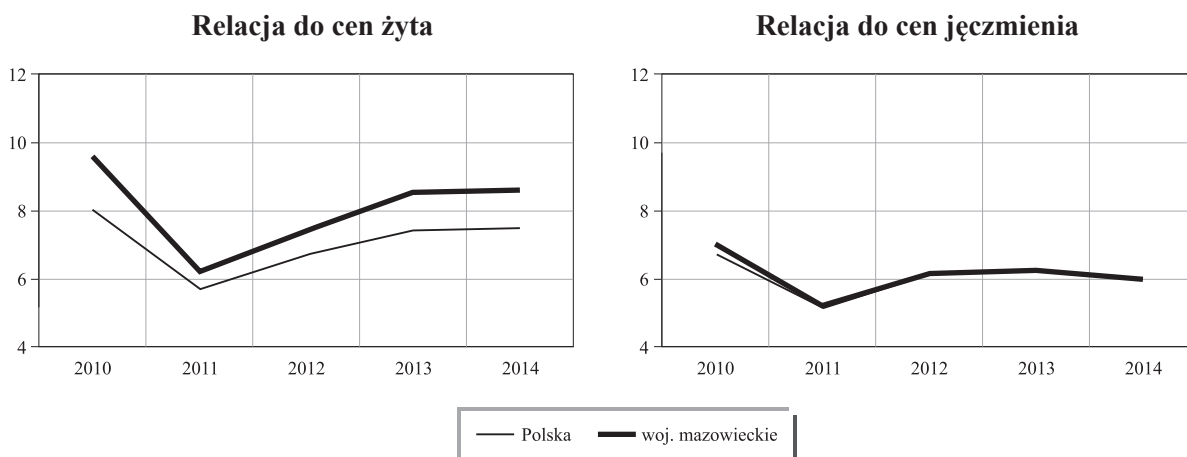 Relacja do cen żyta
12
10
8
6
4
2010 2011 2012 2013 2014
Relacja do cen jęczmienia
12
10
8
6
4
2010 2011 2012 2013 2014
Polska woj. mazowieckie